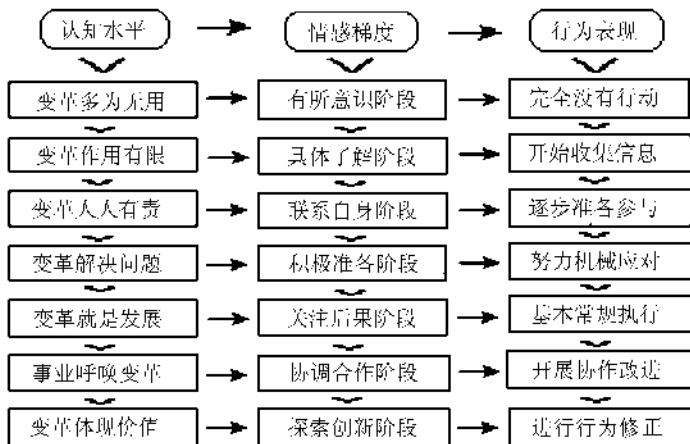 认知水平 情感梯度 行为表现
变革多为无用 有所意识阶段 完全没有行动
变革作用有限 具体了解阶段 开始收集信息
变革人人有责 联系自身阶段 逐步准各参与
变革解决问题 积极准各阶段 努力机械应对
变革就是发展 关注后果阶段 基本常规执行
事业呼唤变革 协调合作阶段 开展协作改进
变革体现价值 探索创新阶段 进行行为修正